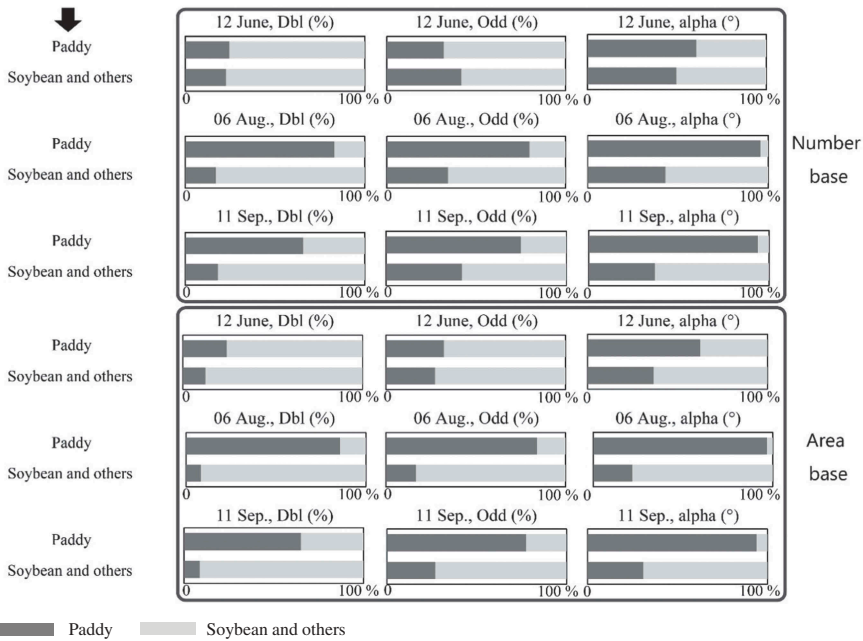 12 June, Dbl (%) 12 June, Odd (%) 12 June, alpha (°)
Paddy
Soybean and others
0 100 % 0 100 % 0 100 %
06 Aug., Dbl (%) 06 Aug., Odd (%) 06 Aug., alpha (°)
Paddy
Soybean and others
0 100 % 0 100 % 0 100 %
Number
base
11 Sep., Dbl (%) 11 Sep., Odd (%) 11 Sep., alpha (°)
Paddy
Soybean and others
0 100 % 0 100 % 0 100 %
12 June, Dbl (%) 12 June, Odd (%) 12 June, alpha (°)
Paddy
Soybean and others
0 100 % 0 100 % 0 100 %
06 Aug., Dbl (%) 06 Aug., Odd (%) 06 Aug., alpha (°)
Paddy
Soybean and others
0 100 % 0 100 % 0 100 %
Area
base
11 Sep., Dbl (%) 11 Sep., Odd (%) 11 Sep., alpha (°)
Paddy
Soybean and others
0 100 % 0 100 % 0 100 %
Paddy Soybean and others